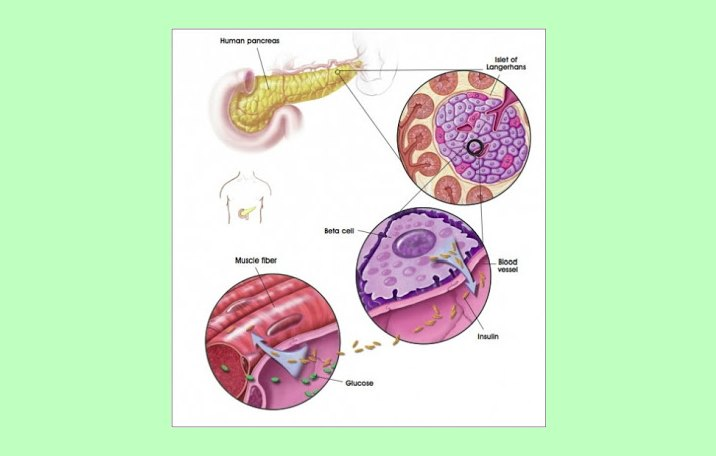 Human pancreas
Islet of
Langerhans
Beta cell
Blood
vessel
Muscle fiber
Insulin
Glucose